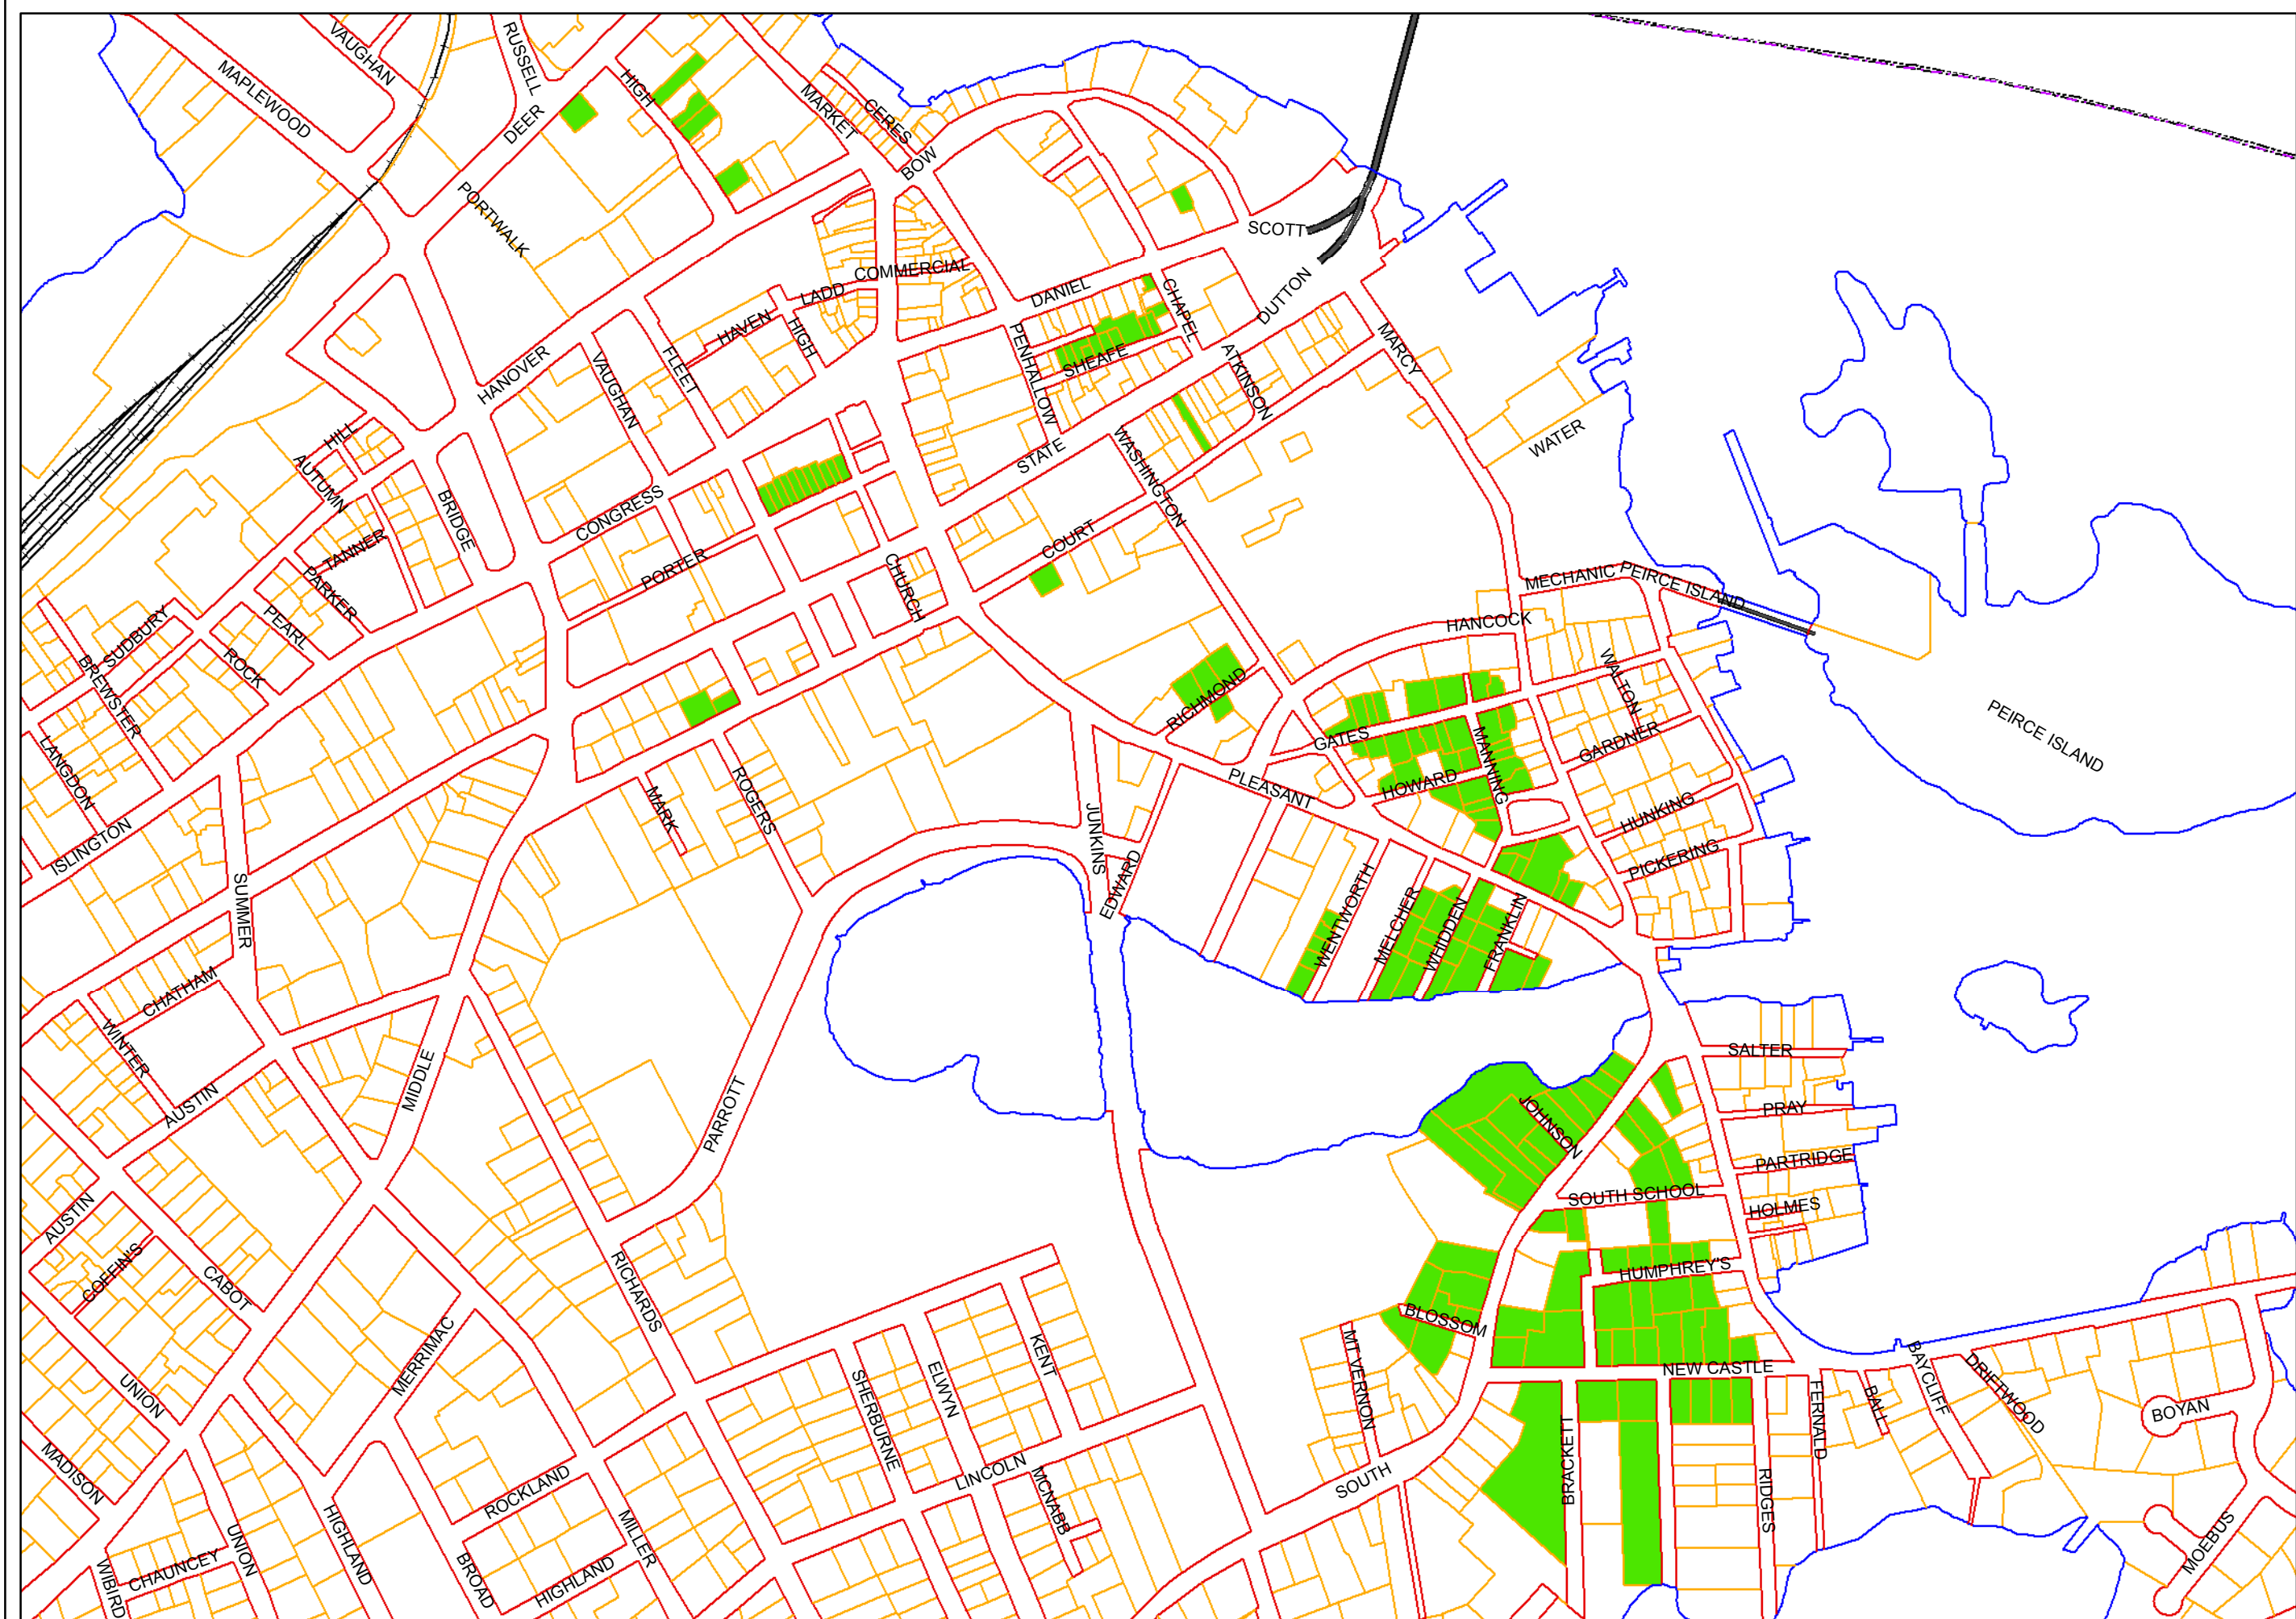 VAUGHAN
RUSSELL
MAPLEWOOD
HIGH
DEER
MARKET
CERES
BOW
PORTWALK
SCOTT
COMMERCIAL
LADD
DANIEL
CHAPEL
DUTTON
HAVEN
HIGH
HANOVER
VAUGHAN
FLEET
PENHALLOW
SHEAFE
ATKINSON
MARCY
HILL
AUTUMN
STATE
WASHINGTON
WATER
BRIDGE
CONGRESS
TANNER
PORTER
COURT
PARKER
CHURCH
MECHANIC
PEIRCE ISLAND
SUDBURY
PEARL
HANCOCK
BREWSTER
ROCK
RICHMOND
WALTON
PEIRCE ISLAND
LANGDON
GATES
MANNING
GARDNER
MARK
ROGERS
PLEASANT
HOWARD
ISLINGTON
JUNKINS
HUNKING
PICKERING
SUMMER
EDWARD
WENTWORTH
MELCHER
WHIDDEN
FRANKLIN
CHATHAM
WINTER
SALTER
AUSTIN
MIDDLE
PARROTT
JOHNSON
PRAY
PARTRIDGE
AUSTIN
SOUTH SCHOOL
HOLMES
COFFIN'S
CABOT
RICHARDS
HUMPHREY'S
BLOSSOM
MERRIMAC
KENT
MT VERNON
NEW CASTLE
BAYCLIFF
DRIFTWOOD
UNION
SHERBURNE
ELWYN
FERNALD
BALL
BOYAN
MADISON
ROCKLAND
LINCOLN
MCNABB
SOUTH
BRACKETT
RIDGES
UNION
HIGHLAND
MILLER
MOEBUS
WIBIRD
CHAUNCEY
BROAD
HIGHLAND